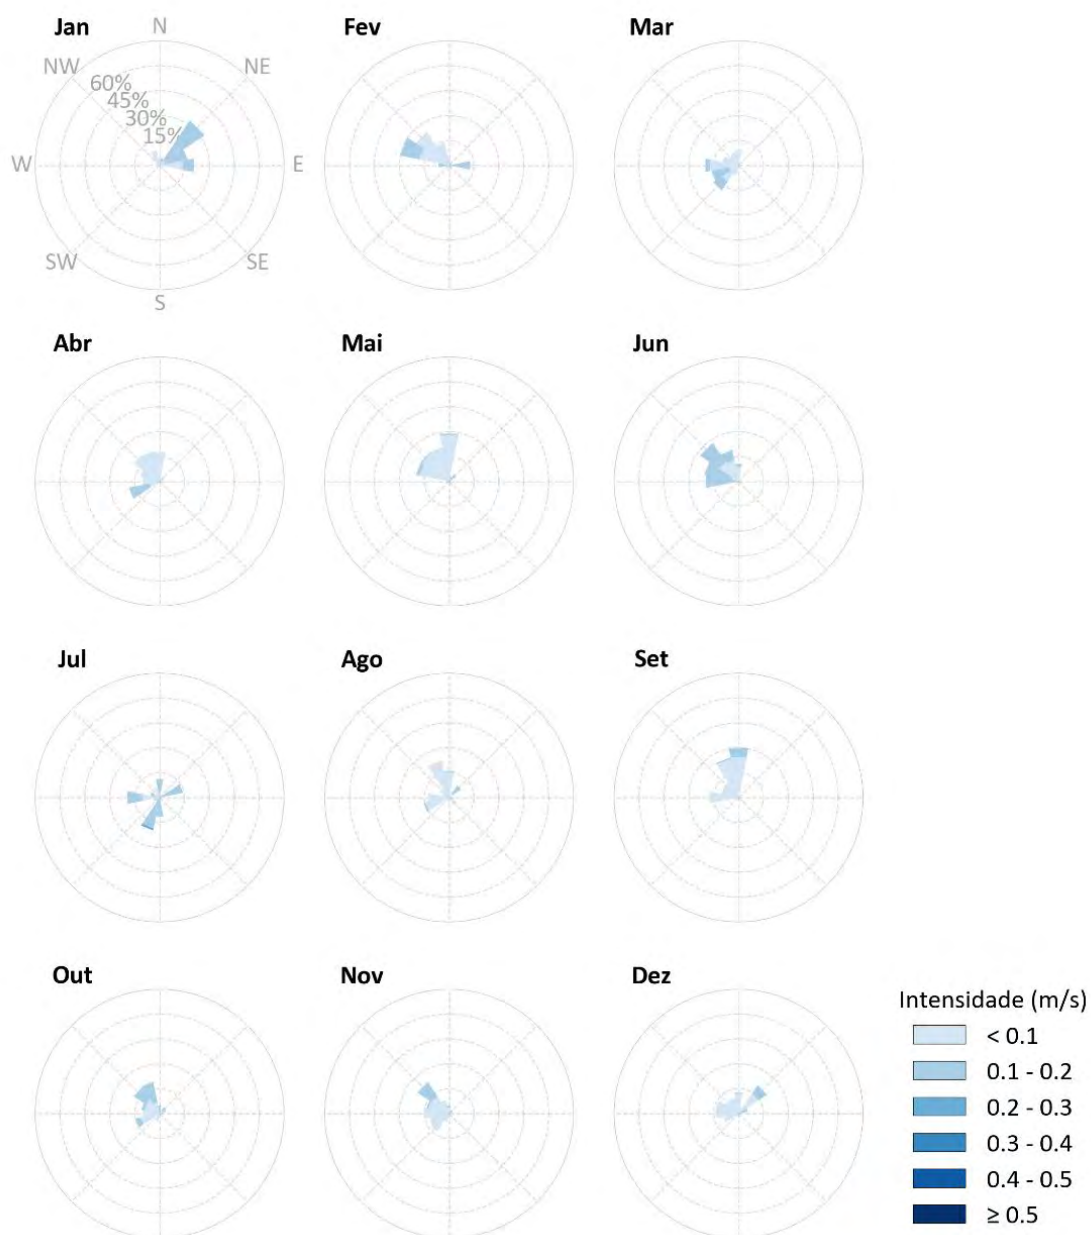 Jan
N
NW
NE
60%
45%
30%
15%
W
E
SW
SE
S
Fev
Mar
Abr
Mai
Jun
Jul
Ago
Set
Out
Nov
Dez
Intensidade (m/s)
< 0.1
0.1 - 0.2
0.2 - 0.3
0.3 - 0.4
0.4 - 0.5
≥ 0.5